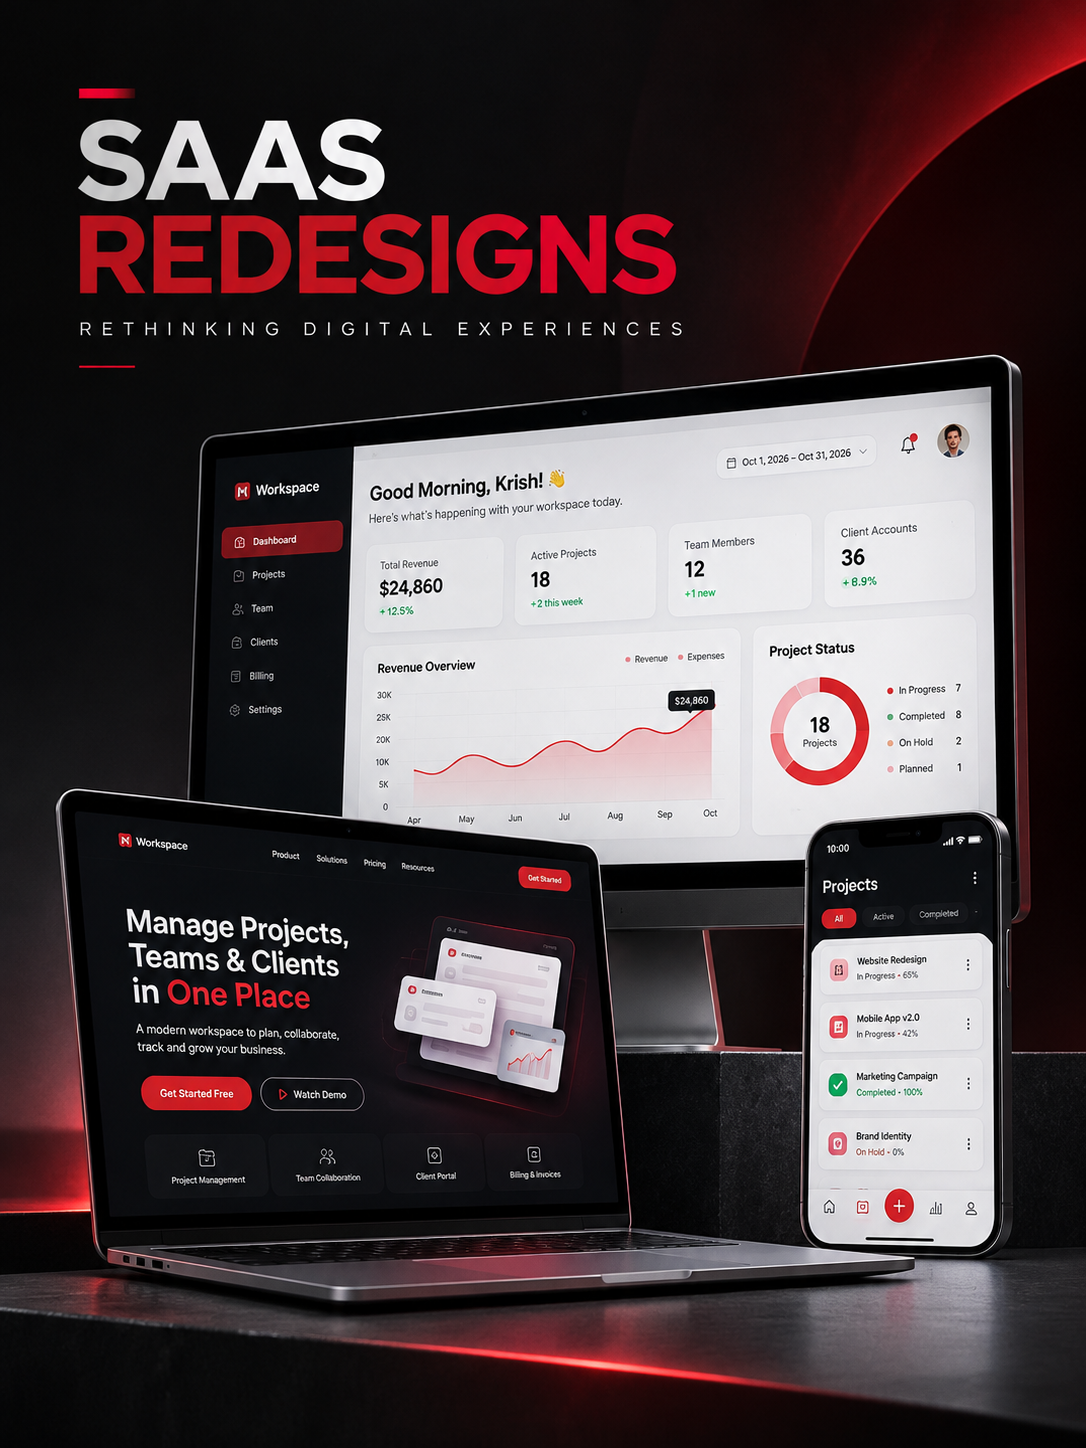 SAAS
REDESIGNS
RETHINKING DIGITAL EXPERIENCES
Workspace
Dashboard
Projects
Team
Clients
Billing
Settings
Good Morning, Krish! 👋
Here's what's happening with your workspace today.
Oct 1, 2026 – Oct 31, 2026
Total Revenue
$24,860
+12.5%
Active Projects
18
+2 this week
Team Members
12
+1 new
Client Accounts
36
+8.9%
Revenue Overview
Revenue
Expenses
30K
25K
20K
10K
5K
0
$24,860
Apr May Jun Jul Aug Sep Oct
Project Status
18
Projects
In Progress 7
Completed 8
On Hold 2
Planned 1
Workspace
Product Solutions Pricing Resources
Get Started
Manage Projects,
Teams & Clients
in One Place
A modern workspace to plan, collaborate,
track and grow your business.
Get Started Free
Watch Demo
Project Management
Team Collaboration
Client Portal
Billing & Invoices
10:00
Projects
All Active Completed
Website Redesign
In Progress • 65%
Mobile App v2.0
In Progress • 42%
Marketing Campaign
Completed • 100%
Brand Identity
On Hold • 0%